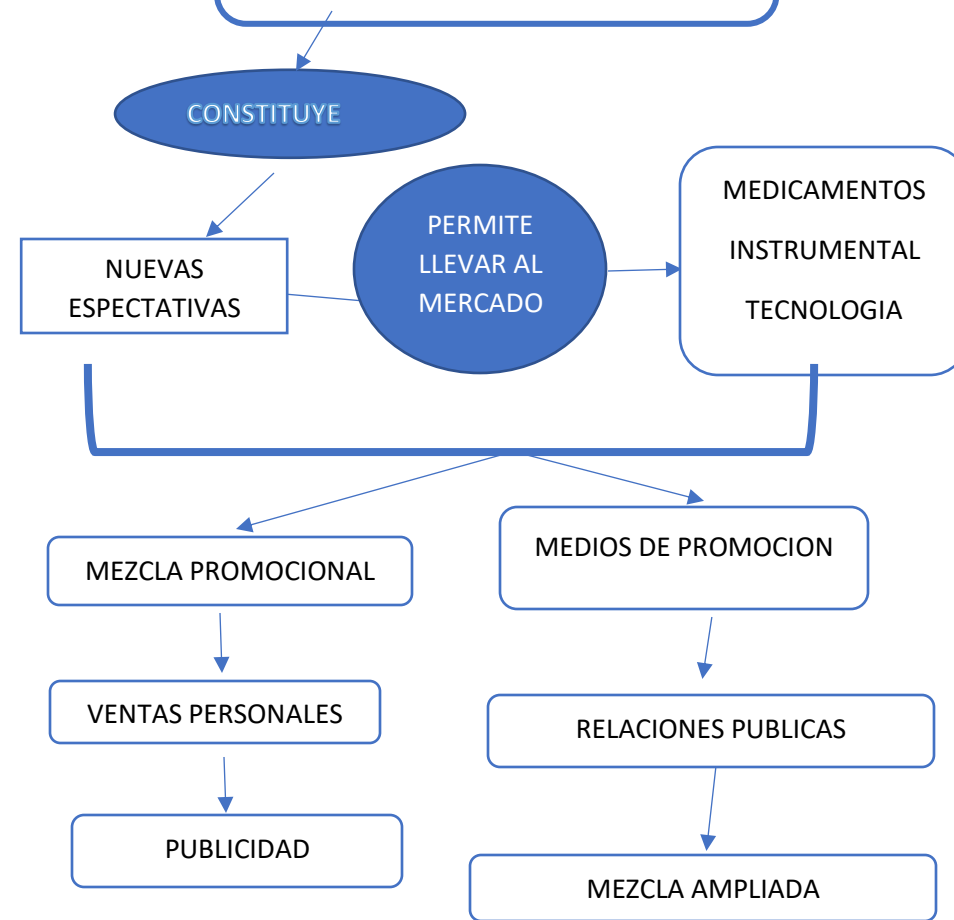 CONSTITUYE
NUEVAS
ESPECTATIVAS
PERMITE
LLEVAR AL
MERCADO
MEDICAMENTOS
INSTRUMENTAL
TECNOLOGIA
MEZCLA PROMOCIONAL
MEDIOS DE PROMOCION
VENTAS PERSONALES
RELACIONES PUBLICAS
PUBLICIDAD
MEZCLA AMPLIADA